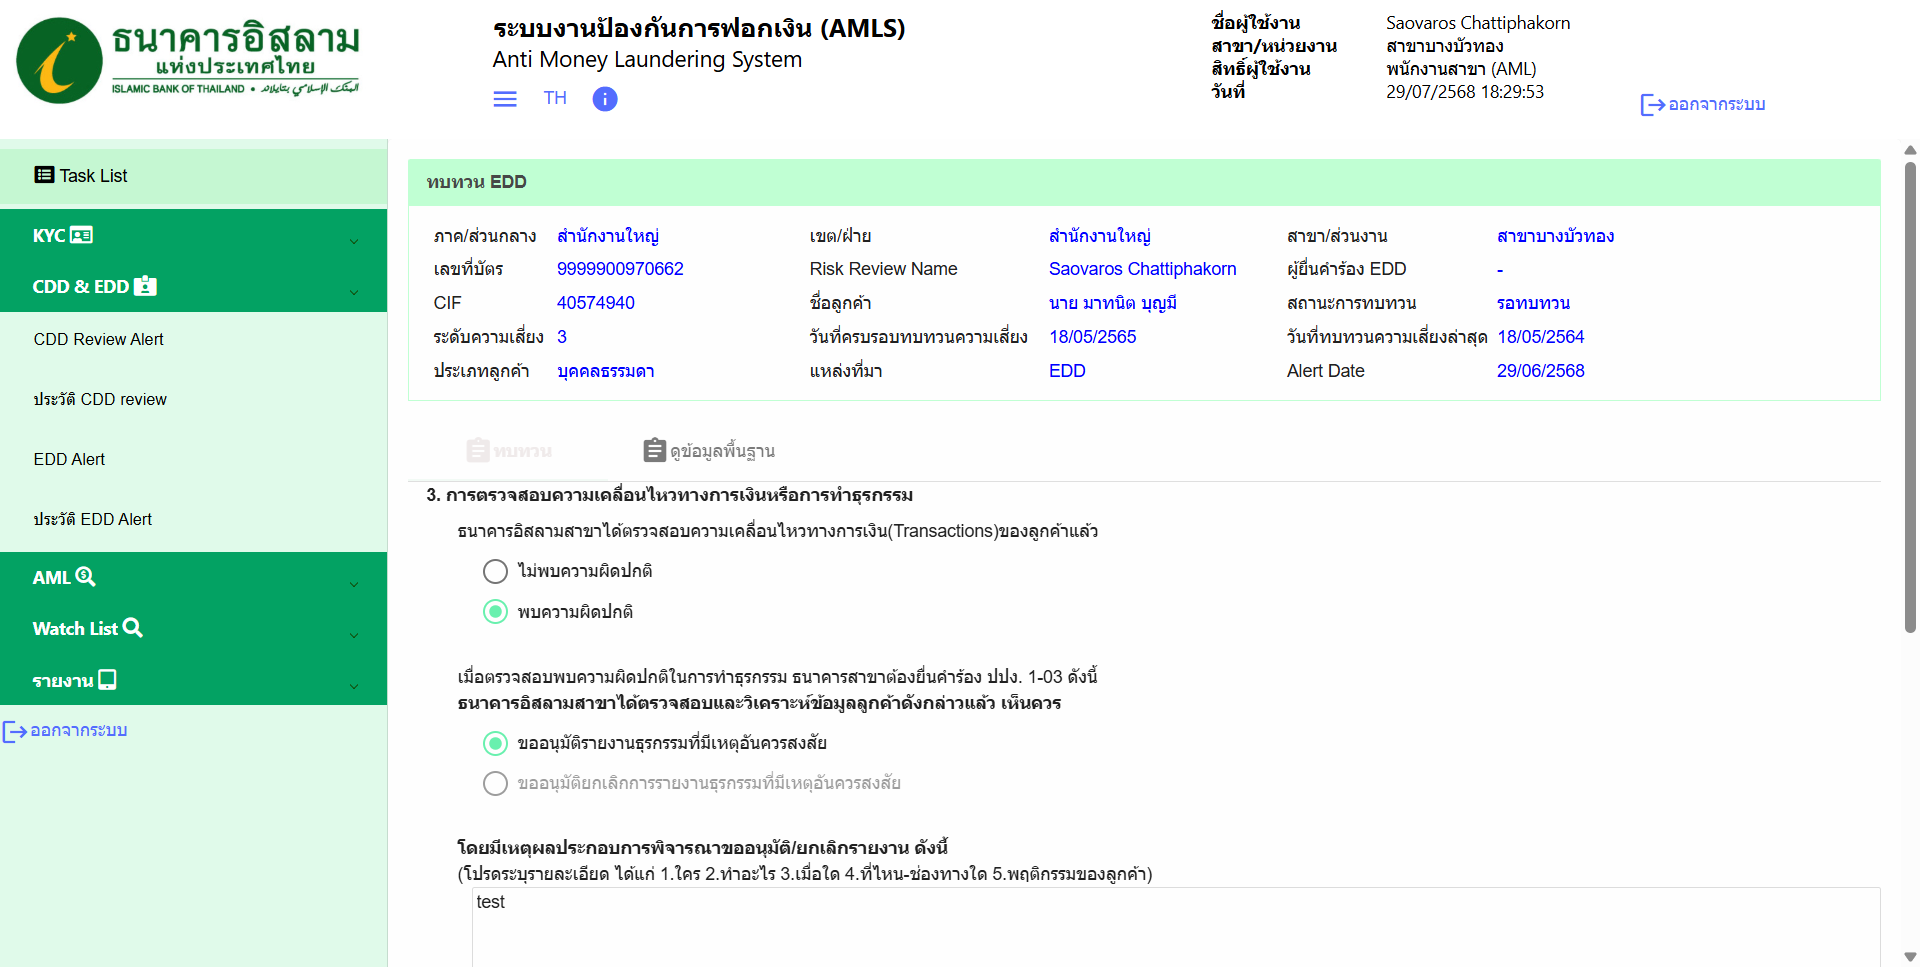 ธนาคารอิสลาม
แห่งประเทศไทย
ISLAMIC BANK OF THAILAND •
ระบบงานป้องกันการฟอกเงิน (AMLS)
Anti Money Laundering System
TH
ชื่อผู้ใช้งาน Saovaros Chattiphakorn
สาขา/หน่วยงาน สาขาบางบัวทอง
สิทธิ์ผู้ใช้งาน พนักงานสาขา (AML)
วันที่ 29/07/2568 18:29:53
ออกจากระบบ
Task List
KYC
CDD & EDD
CDD Review Alert
ประวัติ CDD review
EDD Alert
ประวัติ EDD Alert
AML
Watch List
รายงาน
ออกจากระบบ
ทบทวน EDD
ภาค/ส่วนกลาง สำนักงานใหญ่ เขต/ฝ่าย สำนักงานใหญ่ สาขา/ส่วนงาน สาขาบางบัวทอง
เลขที่บัตร 9999900970662 Risk Review Name Saovaros Chattiphakorn ผู้ยื่นคำร้อง EDD -
CIF 40574940 ชื่อลูกค้า นาย มาทนิต บุญมี สถานะการทบทวน รอทบทวน
ระดับความเสี่ยง 3 วันที่ครบรอบทบทวนความเสี่ยง 18/05/2565 วันที่ทบทวนความเสี่ยงล่าสุด 18/05/2564
ประเภทลูกค้า บุคคลธรรมดา แหล่งที่มา EDD Alert Date 29/06/2568
ทบทวน ดูข้อมูลพื้นฐาน
3. การตรวจสอบความเคลื่อนไหวทางการเงินหรือการทำธุรกรรม
ธนาคารอิสลามสาขาได้ตรวจสอบความเคลื่อนไหวทางการเงิน(Transactions)ของลูกค้าแล้ว
ไม่พบความผิดปกติ
พบความผิดปกติ
เมื่อตรวจสอบพบความผิดปกติในการทำธุรกรรม ธนาคารสาขาต้องยื่นคำร้อง ปปง. 1-03 ดังนี้
ธนาคารอิสลามสาขาได้ตรวจสอบและวิเคราะห์ข้อมูลลูกค้าดังกล่าวแล้ว เห็นควร
ขออนุมัติรายงานธุรกรรมที่มีเหตุอันควรสงสัย
ขออนุมัติยกเลิกการรายงานธุรกรรมที่มีเหตุอันควรสงสัย
โดยมีเหตุผลประกอบการพิจารณาขออนุมัติ/ยกเลิกรายงาน ดังนี้
(โปรดระบุรายละเอียด ได้แก่ 1.ใคร 2.ทำอะไร 3.เมื่อใด 4.ที่ไหน-ช่องทางใด 5.พฤติกรรมของลูกค้า)
test